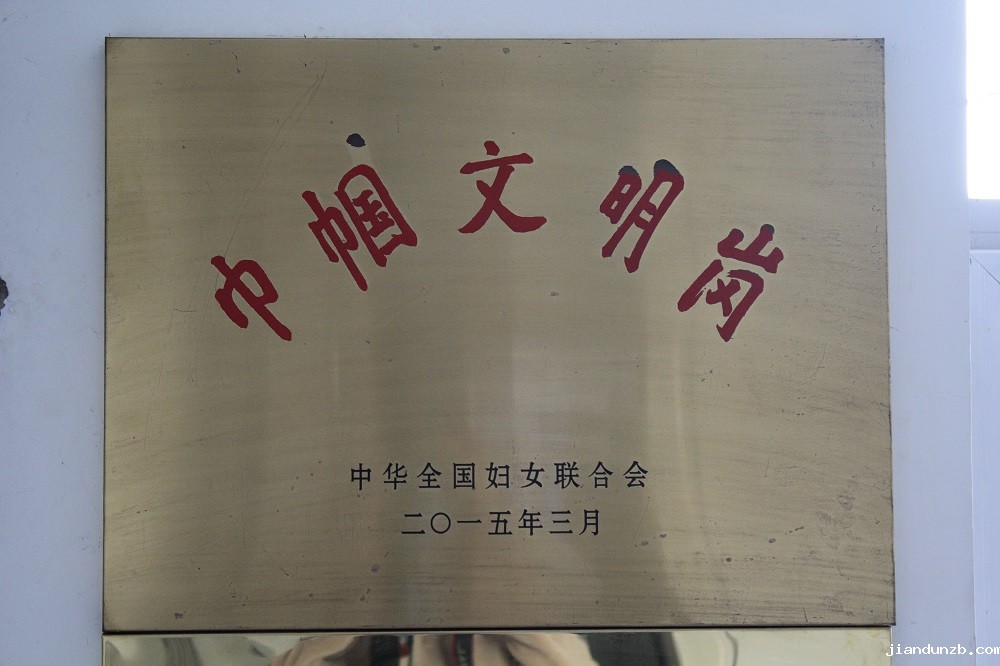 巾帼文明岗
中华全国妇女联合会
二〇一五年三月
jiandunzb.com